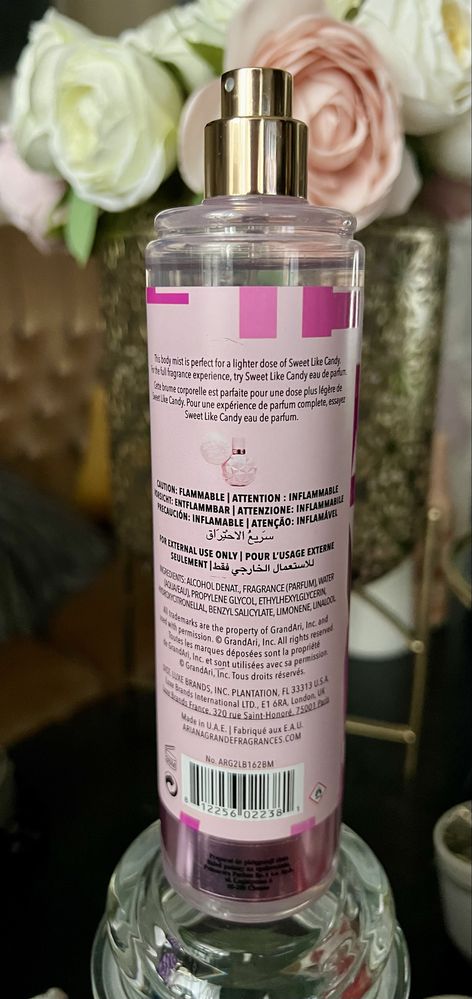 This body mist is perfect for a lighter dose of Sweet Like Candy.
For the full fragrance experience, try Sweet Like Candy eau de parfum.
Cette brume corporelle est parfaite pour une dose plus légère de
Sweet Like Candy. Pour une expérience de parfum complete, essayez
Sweet Like Candy eau de parfum.
CAUTION: FLAMMABLE | ATTENTION : INFLAMMABLE
VORSICHT: ENTFLAMMBAR | ATTENZIONE: INFLAMMABILE
PRECAUCIÓN: INFLAMABLE | ATENÇÃO: INFLAMÁVEL
سَريعُ الاحتِرَاق
FOR EXTERNAL USE ONLY | POUR L'USAGE EXTERNE
SEULEMENT | للاستعمال الخارجي فقط
INGREDIENTS: ALCOHOL DENAT., FRAGRANCE (PARFUM), WATER
(AQUA/EAU), PROPYLENE GLYCOL, ETHYLHEXYLGLYCERIN,
HYDROXYCITRONELLAL, BENZYL SALICYLATE, LIMONENE, LINALOOL
All trademarks are the property of GrandAri, Inc. and
used with permission. © GrandAri, Inc. All rights reserved
Toutes les marques déposées sont la propriété
de GrandAri, Inc. et sont utilisées avec sa permission.
© GrandAri, Inc. Tous droits réservés.
LUXE BRANDS, INC. PLANTATION, FL 33313 U.S.A.
Luxe Brands International LTD., E1 6RA, London, UK
Luxe Brands France, 320 rue Saint-Honoré, 75001 Paris
Made in U.A.E. | Fabriqué aux E.A.U.
ARIANAGRANDEFRAGRANCES.COM
No. ARG2LB162BM
8 12256 02238 1